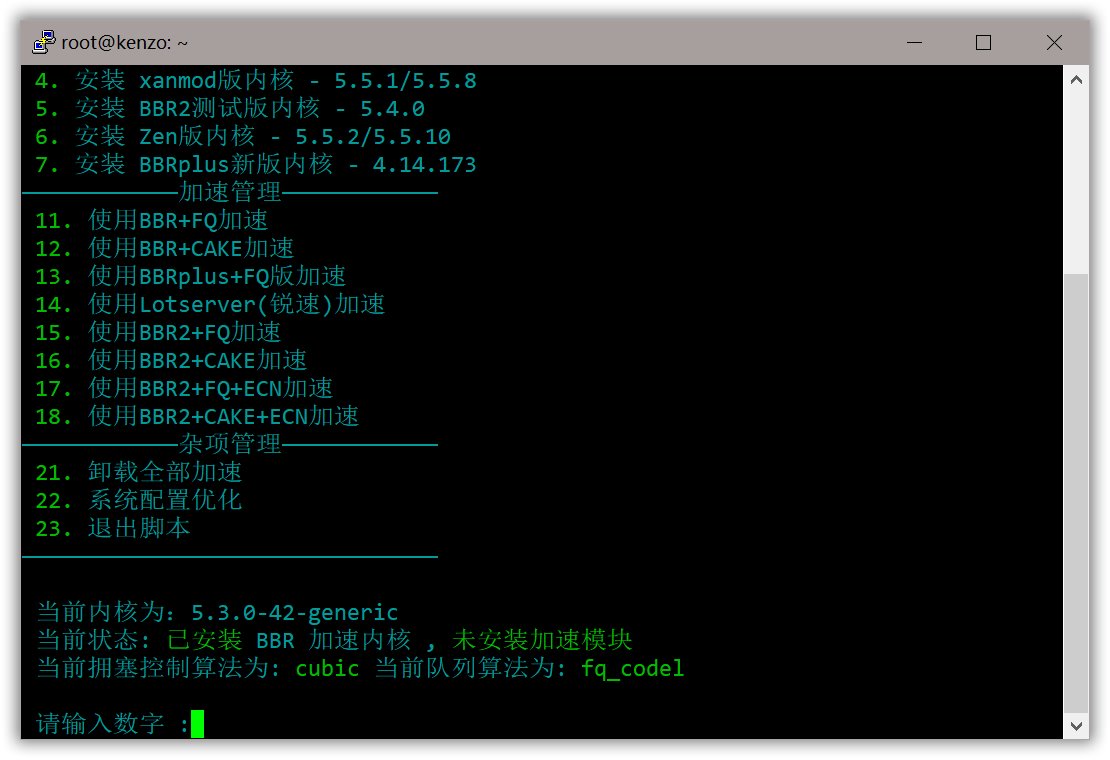 root@kenzo: ~
4. 安装 xanmod版内核 - 5.5.1/5.5.8
5. 安装 BBR2测试版内核 - 5.4.0
6. 安装 Zen版内核 - 5.5.2/5.5.10
7. 安装 BBRplus新版内核 - 4.14.173
————————————加速管理————————————
11. 使用BBR+FQ加速
12. 使用BBR+CAKE加速
13. 使用BBRplus+FQ版加速
14. 使用Lotserver(锐速)加速
15. 使用BBR2+FQ加速
16. 使用BBR2+CAKE加速
17. 使用BBR2+FQ+ECN加速
18. 使用BBR2+CAKE+ECN加速
————————————杂项管理————————————
21. 卸载全部加速
22. 系统配置优化
23. 退出脚本
————————————————————————————————
当前内核为：5.3.0-42-generic
当前状态: 已安装 BBR 加速内核 , 未安装加速模块
当前拥塞控制算法为: cubic 当前队列算法为: fq_codel
请输入数字 :